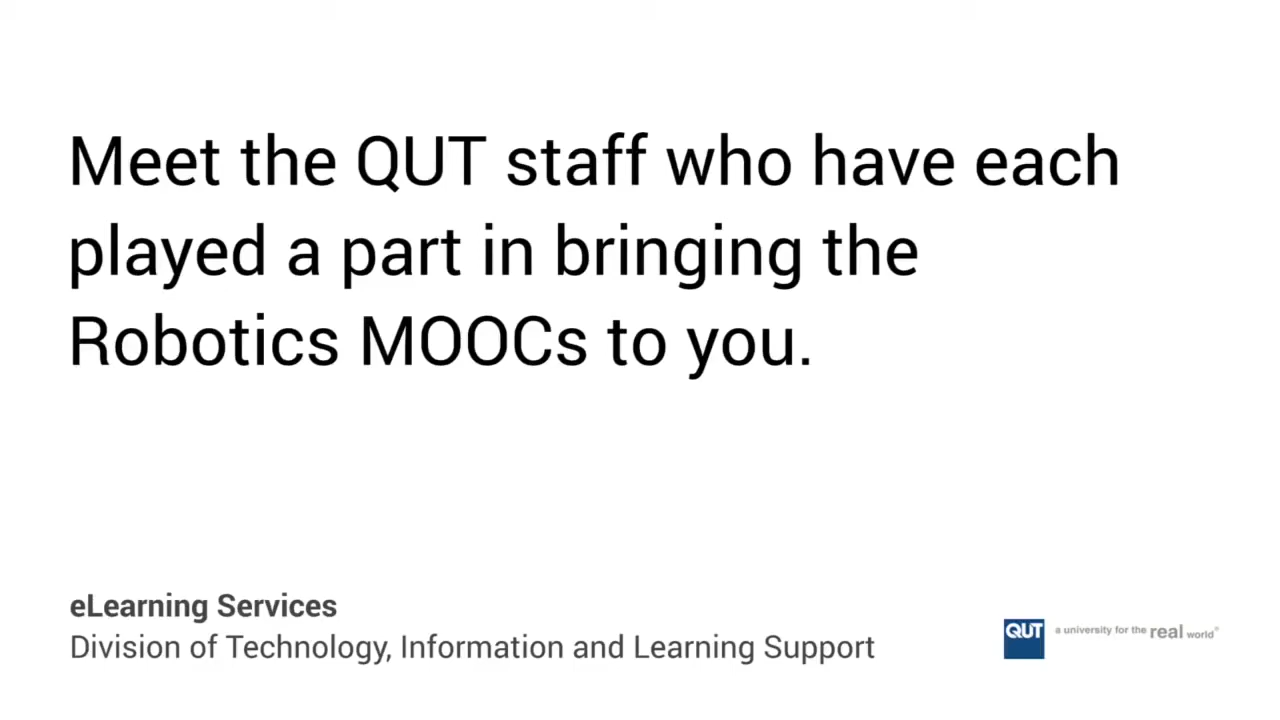 Meet the QUT staff who have each
played a part in bringing the
Robotics MOOCs to you.
eLearning Services
Division of Technology, Information and Learning Support
QUT a university for the real world®